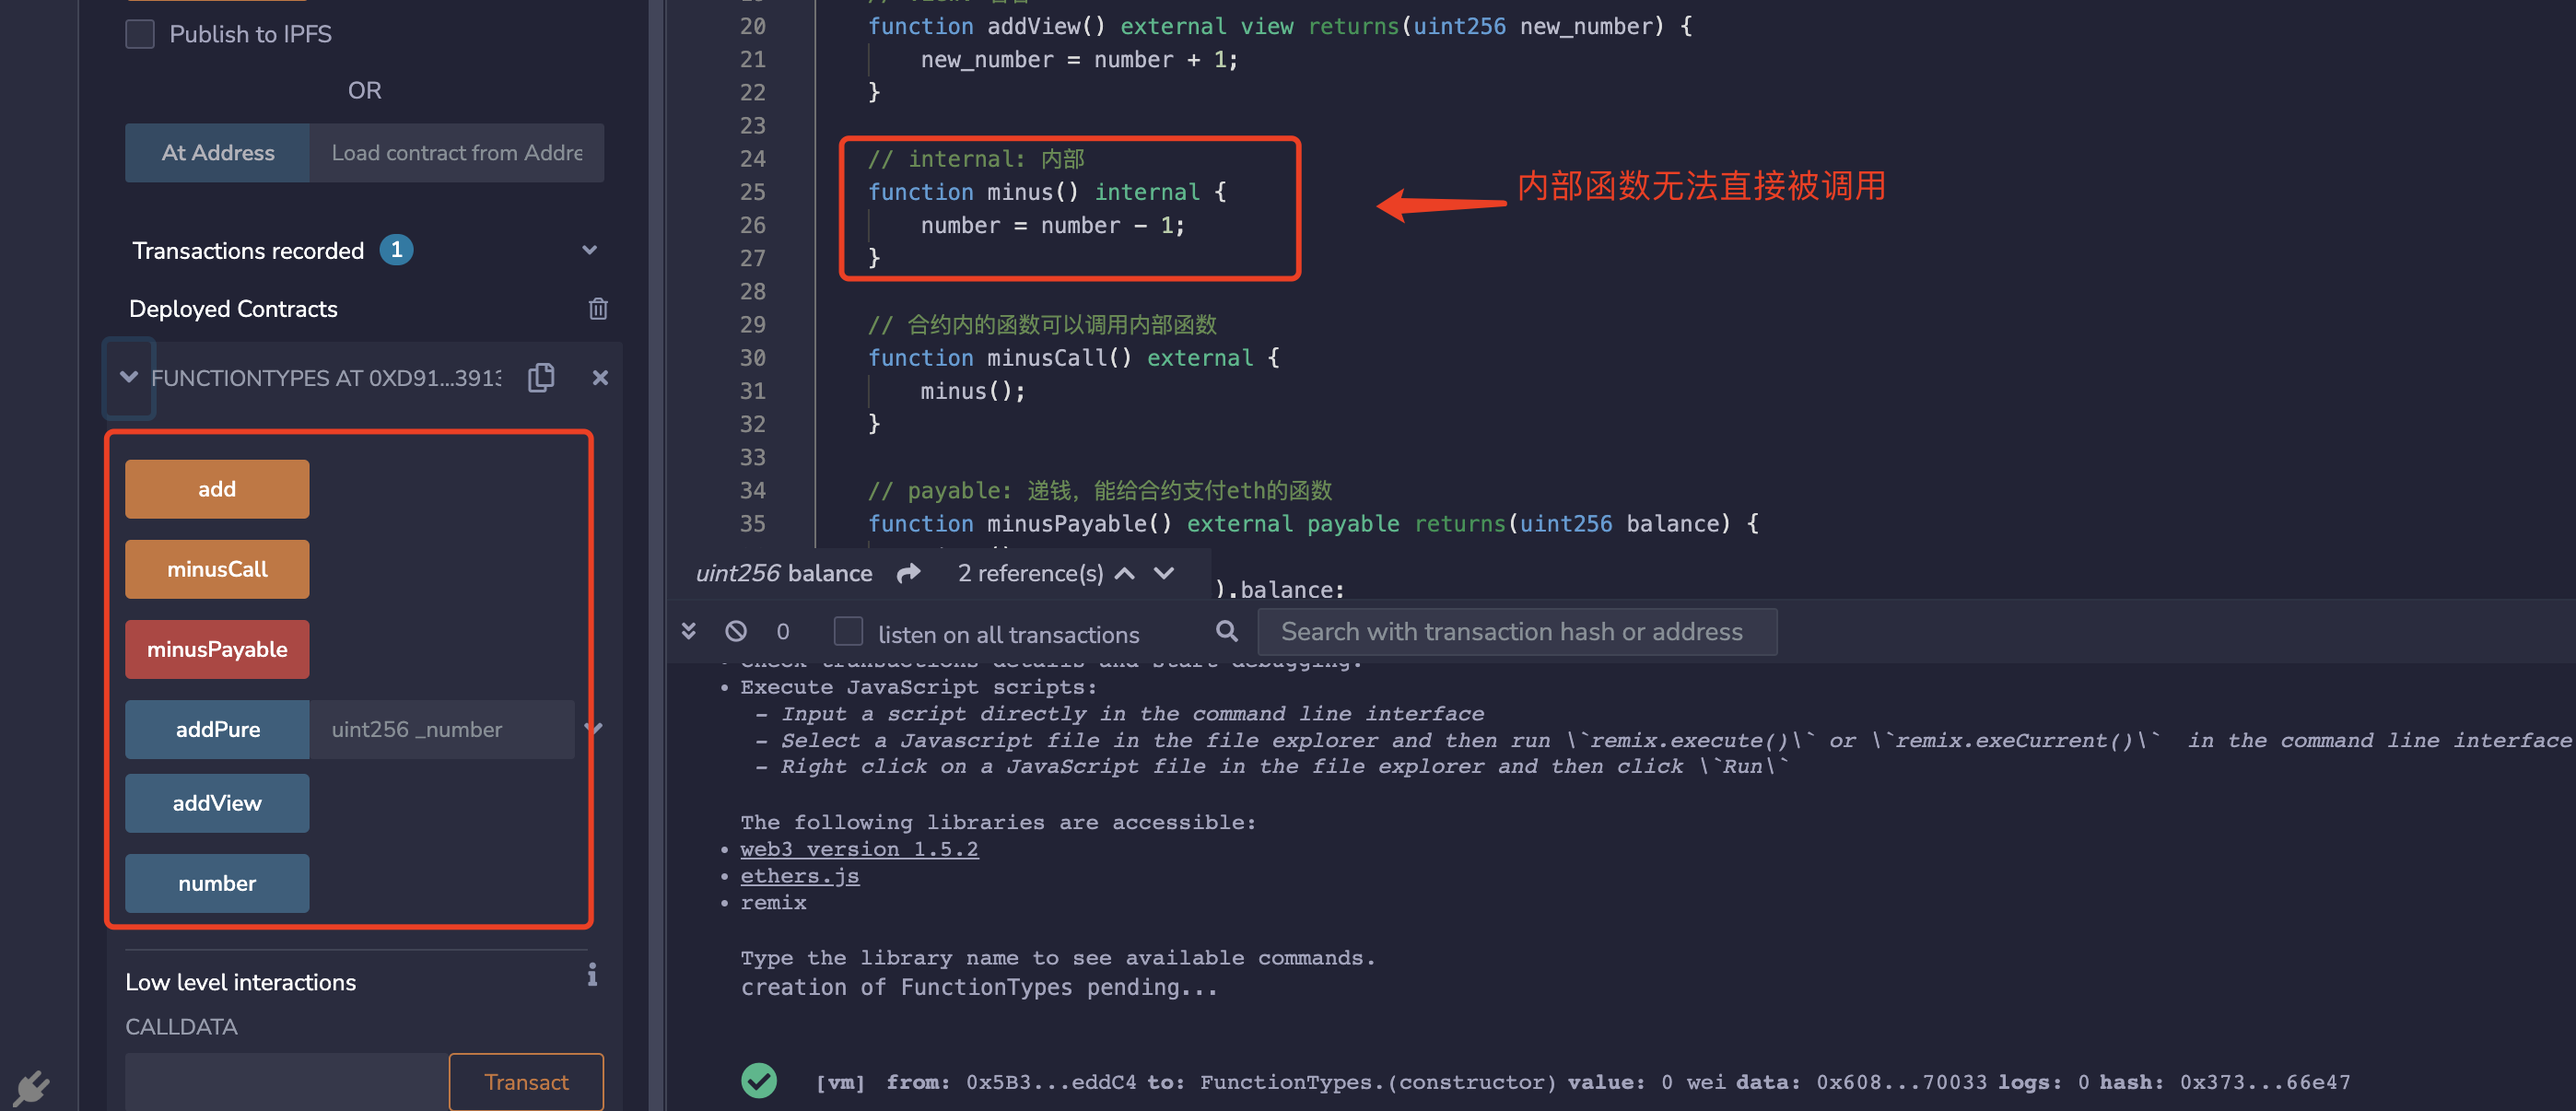 Publish to IPFS
OR
At Address
Load contract from Addre
Transactions recorded 1
Deployed Contracts
FUNCTIONTYPES AT 0XD91...3913
add
minusCall
minusPayable
addPure
uint256 _number
addView
number
Low level interactions
i
CALLDATA
Transact
20 function addView() external view returns(uint256 new_number) {
21 new_number = number + 1;
22 }
23
24 // internal: 内部
25 function minus() internal {
26 number = number - 1;
27 }
28
29 // 合约内的函数可以调用内部函数
30 function minusCall() external {
31 minus();
32 }
33
34 // payable: 递钱，能给合约支付eth的函数
35 function minusPayable() external payable returns(uint256 balance) {
内部函数无法直接被调用
uint256 balance 2 reference(s)
).balance;
0 listen on all transactions
Search with transaction hash or address
• Check transactions details and start debugging.
• Execute JavaScript scripts:
- Input a script directly in the command line interface
- Select a Javascript file in the file explorer and then run \`remix.execute()\` or \`remix.exeCurrent()\` in the command line interface
- Right click on a JavaScript file in the file explorer and then click \`Run\`
The following libraries are accessible:
• web3 version 1.5.2
• ethers.js
• remix
Type the library name to see available commands.
creation of FunctionTypes pending...
[vm] from: 0x5B3...eddC4 to: FunctionTypes.(constructor) value: 0 wei data: 0x608...70033 logs: 0 hash: 0x373...66e47